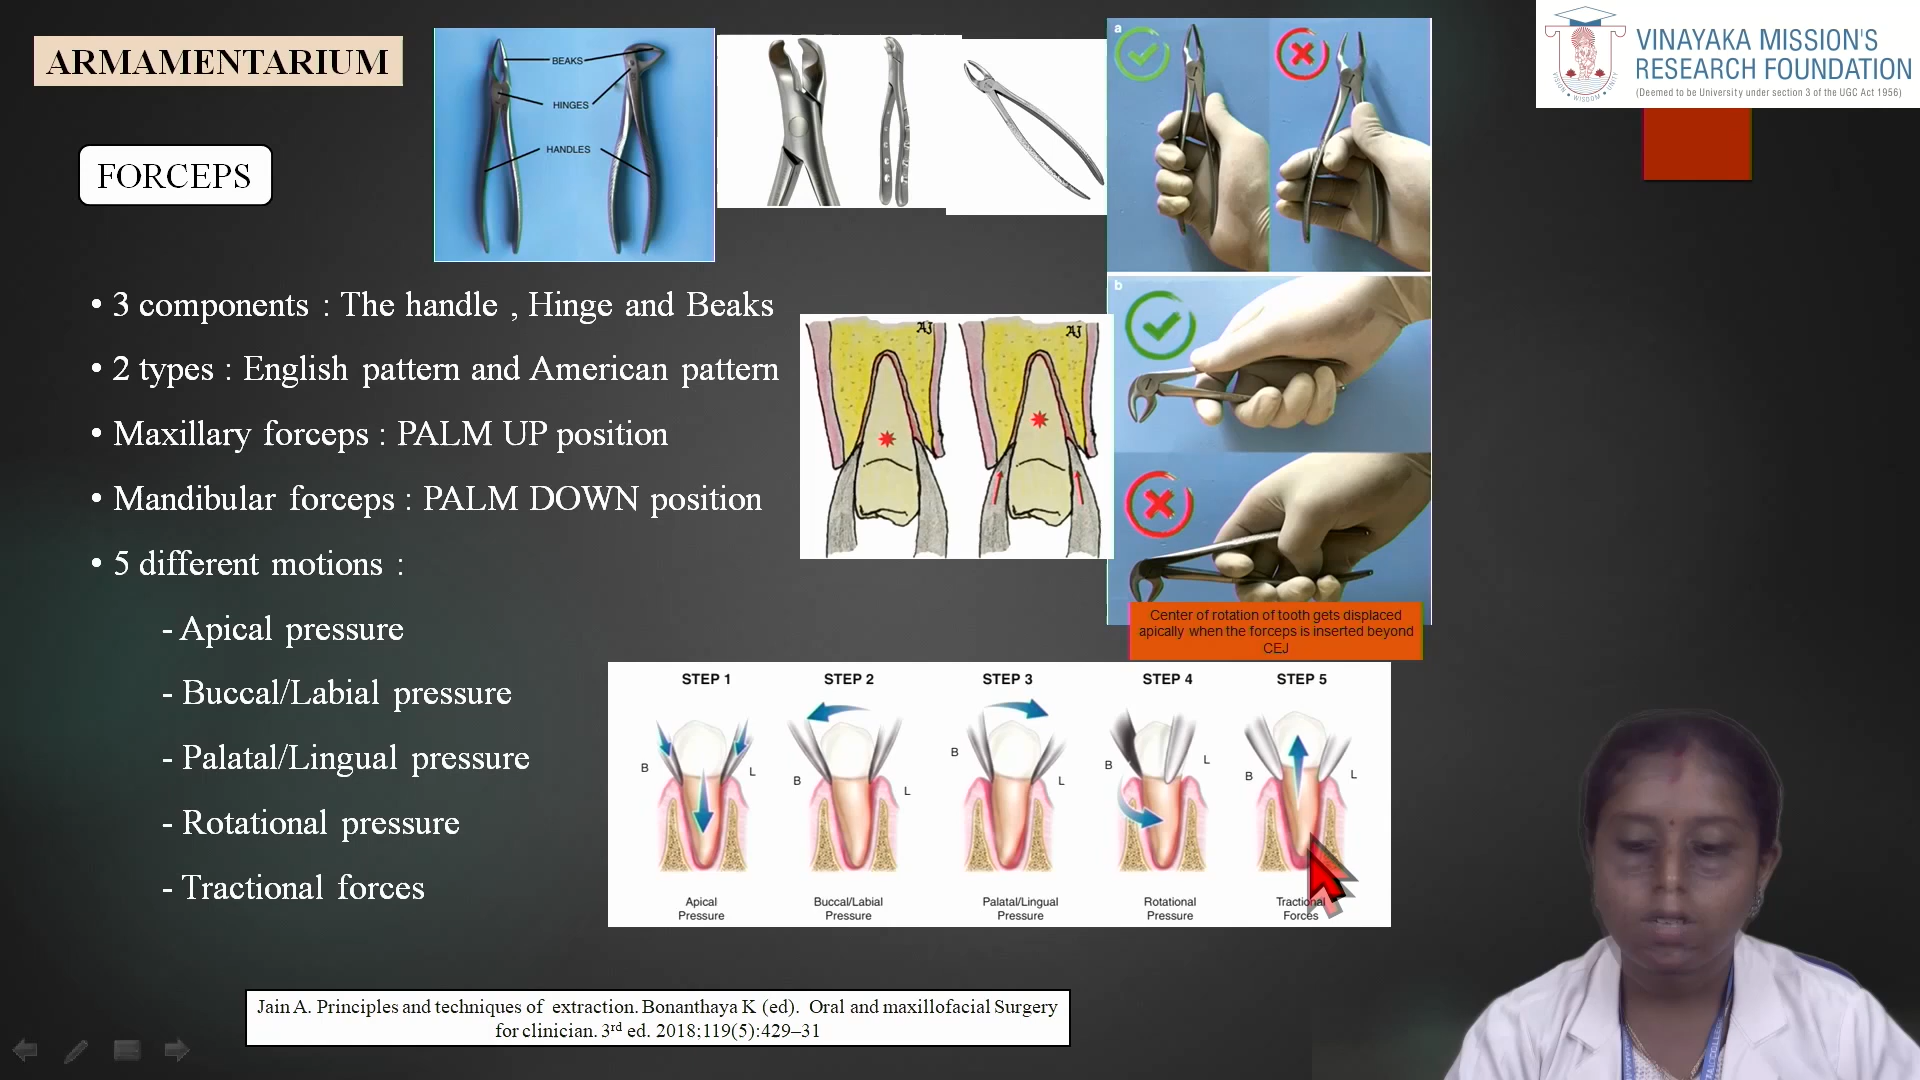 ARMAMENTARIUM
FORCEPS
BEAKS
HINGES
HANDLES
a
b
VINAYAKA MISSION'S
RESEARCH FOUNDATION
(Deemed to be University under section 3 of the UGC Act 1956)
• 3 components : The handle , Hinge and Beaks
• 2 types : English pattern and American pattern
• Maxillary forceps : PALM UP position
• Mandibular forceps : PALM DOWN position
• 5 different motions :
- Apical pressure
- Buccal/Labial pressure
- Palatal/Lingual pressure
- Rotational pressure
- Tractional forces
AJ
AJ
Center of rotation of tooth gets displaced
apically when the forceps is inserted beyond
CEJ
STEP 1 STEP 2 STEP 3 STEP 4 STEP 5
B L B L B L B L B L
Apical
Pressure
Buccal/Labial
Pressure
Palatal/Lingual
Pressure
Rotational
Pressure
Tractional
Forces
Jain A. Principles and techniques of extraction. Bonanthaya K (ed). Oral and maxillofacial Surgery
for clinician. 3rd ed. 2018;119(5):429–31